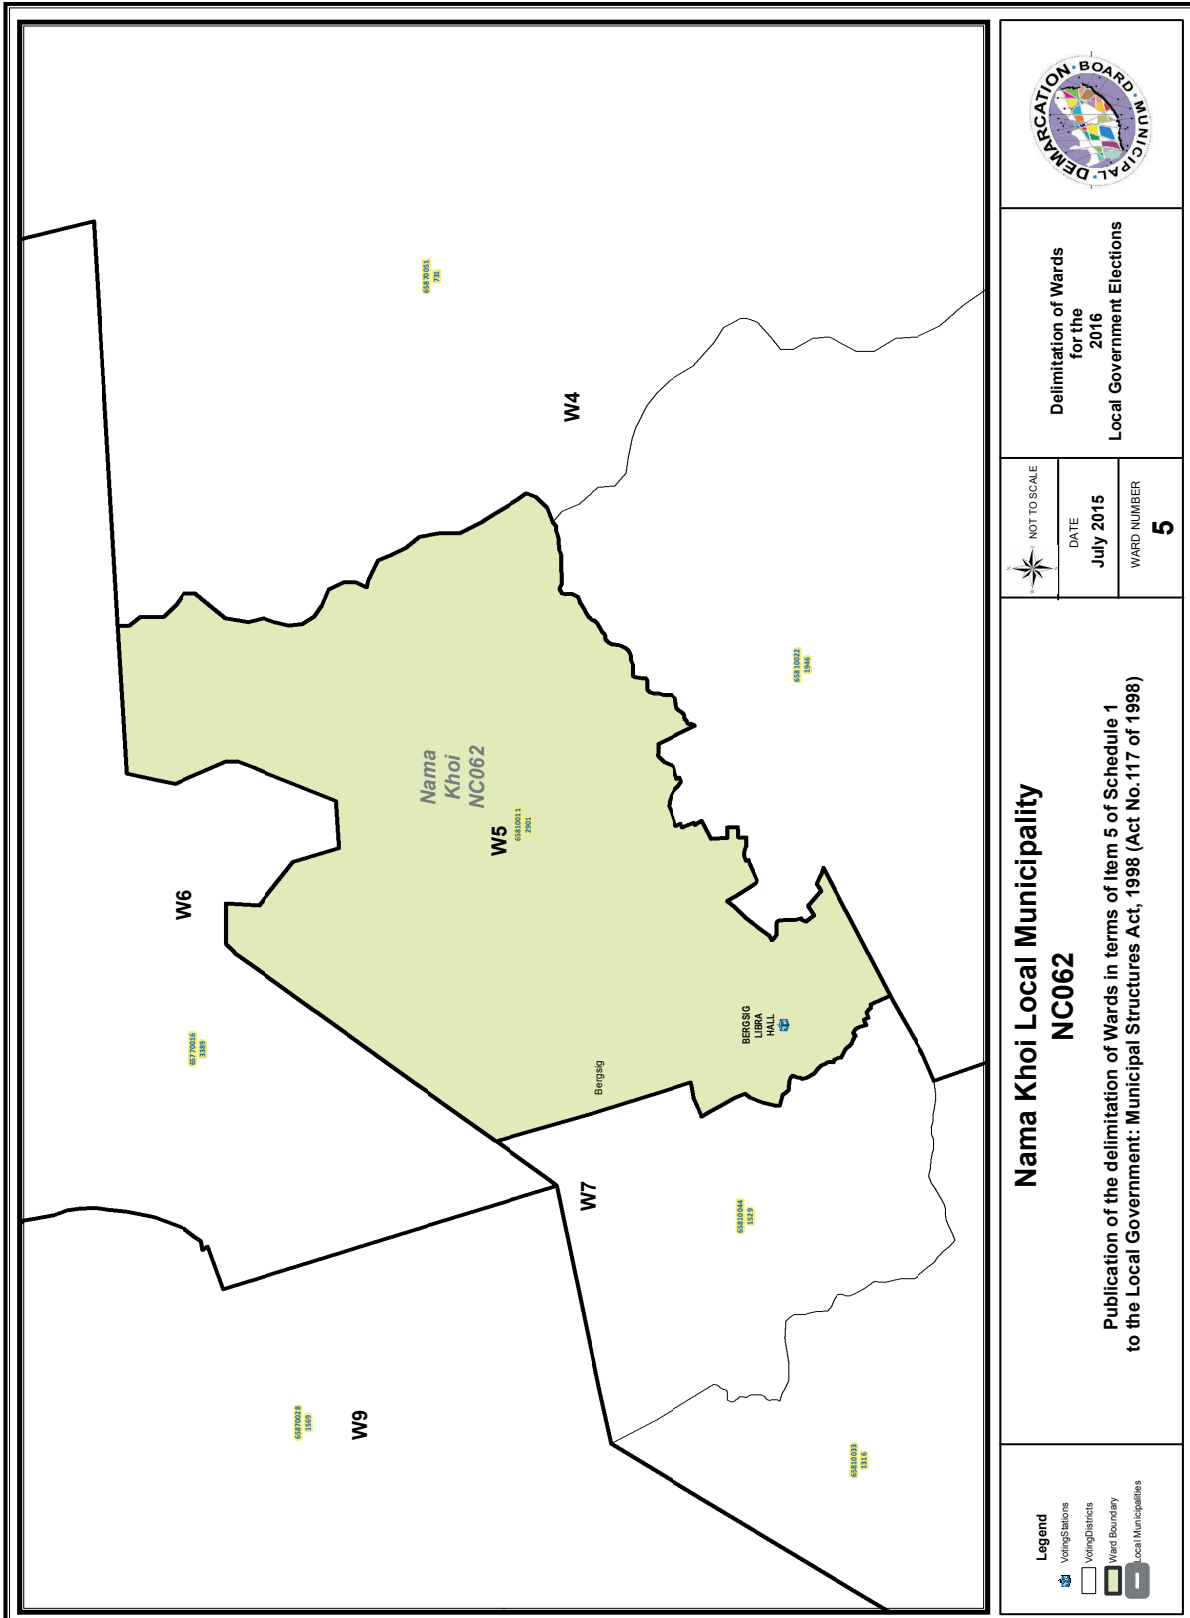 65870051
731
W4
65810022
1946
Nama
Khoi
NC062
W5
65810011
2901
W6
65770016
3389
BERGSIG
LIBRA
HALL
Bergsig
W7
65810044
1529
65870028
1569
W9
65810033
1316
Legend
VotingStations
VotingDistricts
Ward Boundary
Local Municipalities
Nama Khoi Local Municipality
NC062
Publication of the delimitation of Wards in terms of Item 5 of Schedule 1
to the Local Government: Municipal Structures Act, 1998 (Act No.117 of 1998)
N
W
E
S
NOT TO SCALE
DATE
July 2015
WARD NUMBER
5
Delimitation of Wards
for the
2016
Local Government Elections
MUNICIPAL · DEMARCATION · BOARD ·